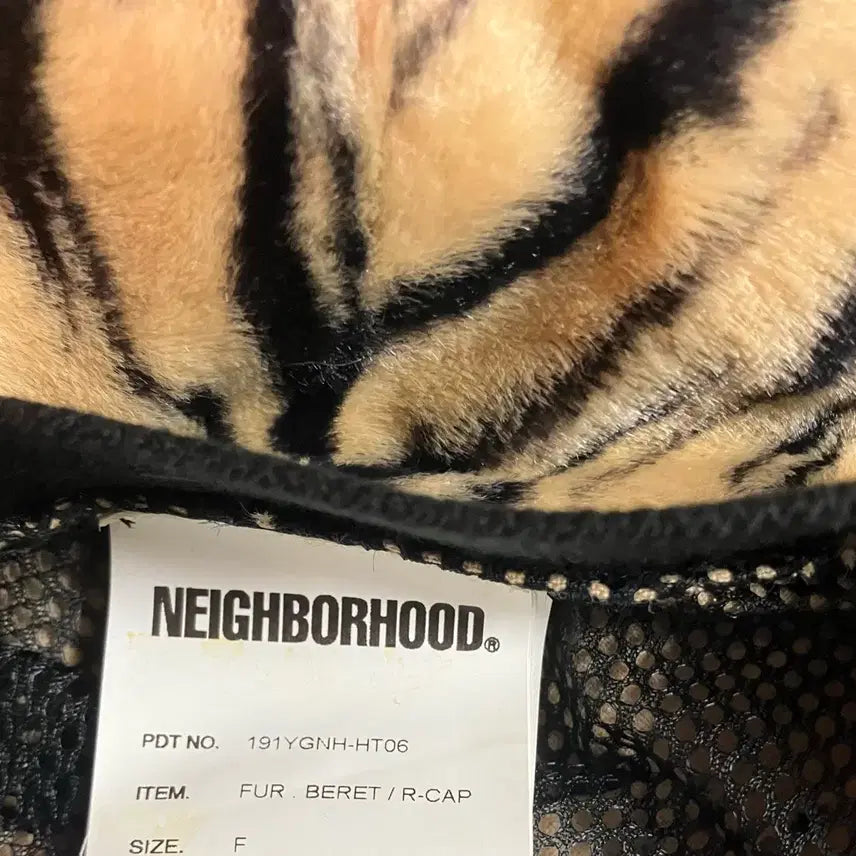 NEIGHBORHOOD®
PDT NO. 191YGNH-HT06
ITEM. FUR . BERET / R-CAP
SIZE. F